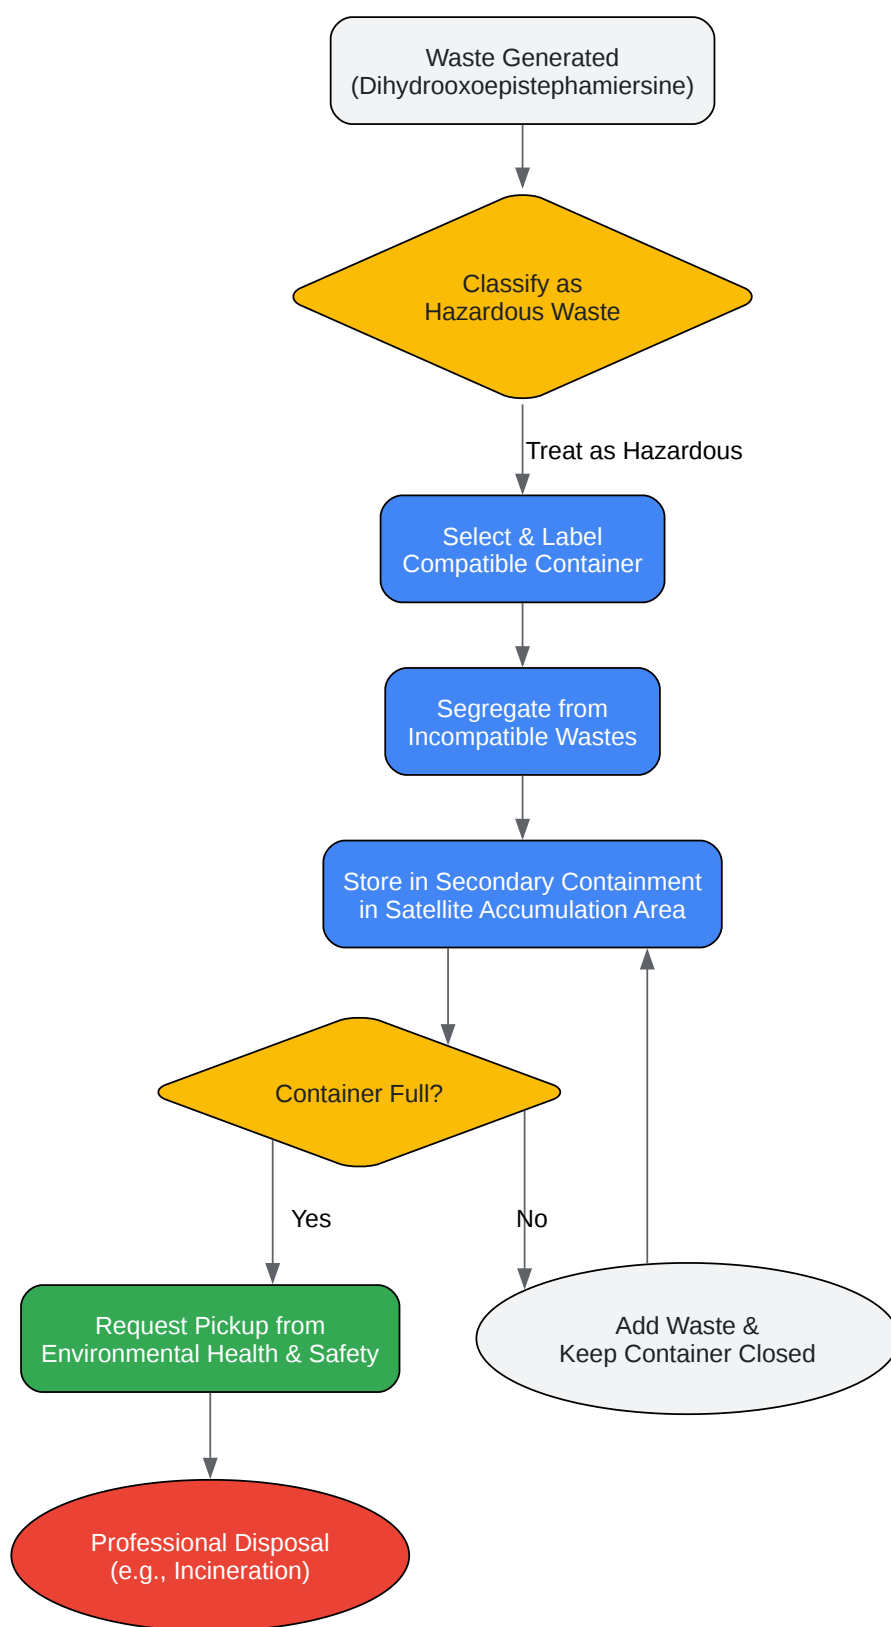 Waste Generated
(Dihydrooxoepistephamiersine)
Classify as
Hazardous Waste
Treat as Hazardous
Select & Label
Compatible Container
Segregate from
Incompatible Wastes
Store in Secondary Containment
in Satellite Accumulation Area
Container Full?
Yes
No
Request Pickup from
Environmental Health & Safety
Add Waste &
Keep Container Closed
Professional Disposal
(e.g., Incineration)